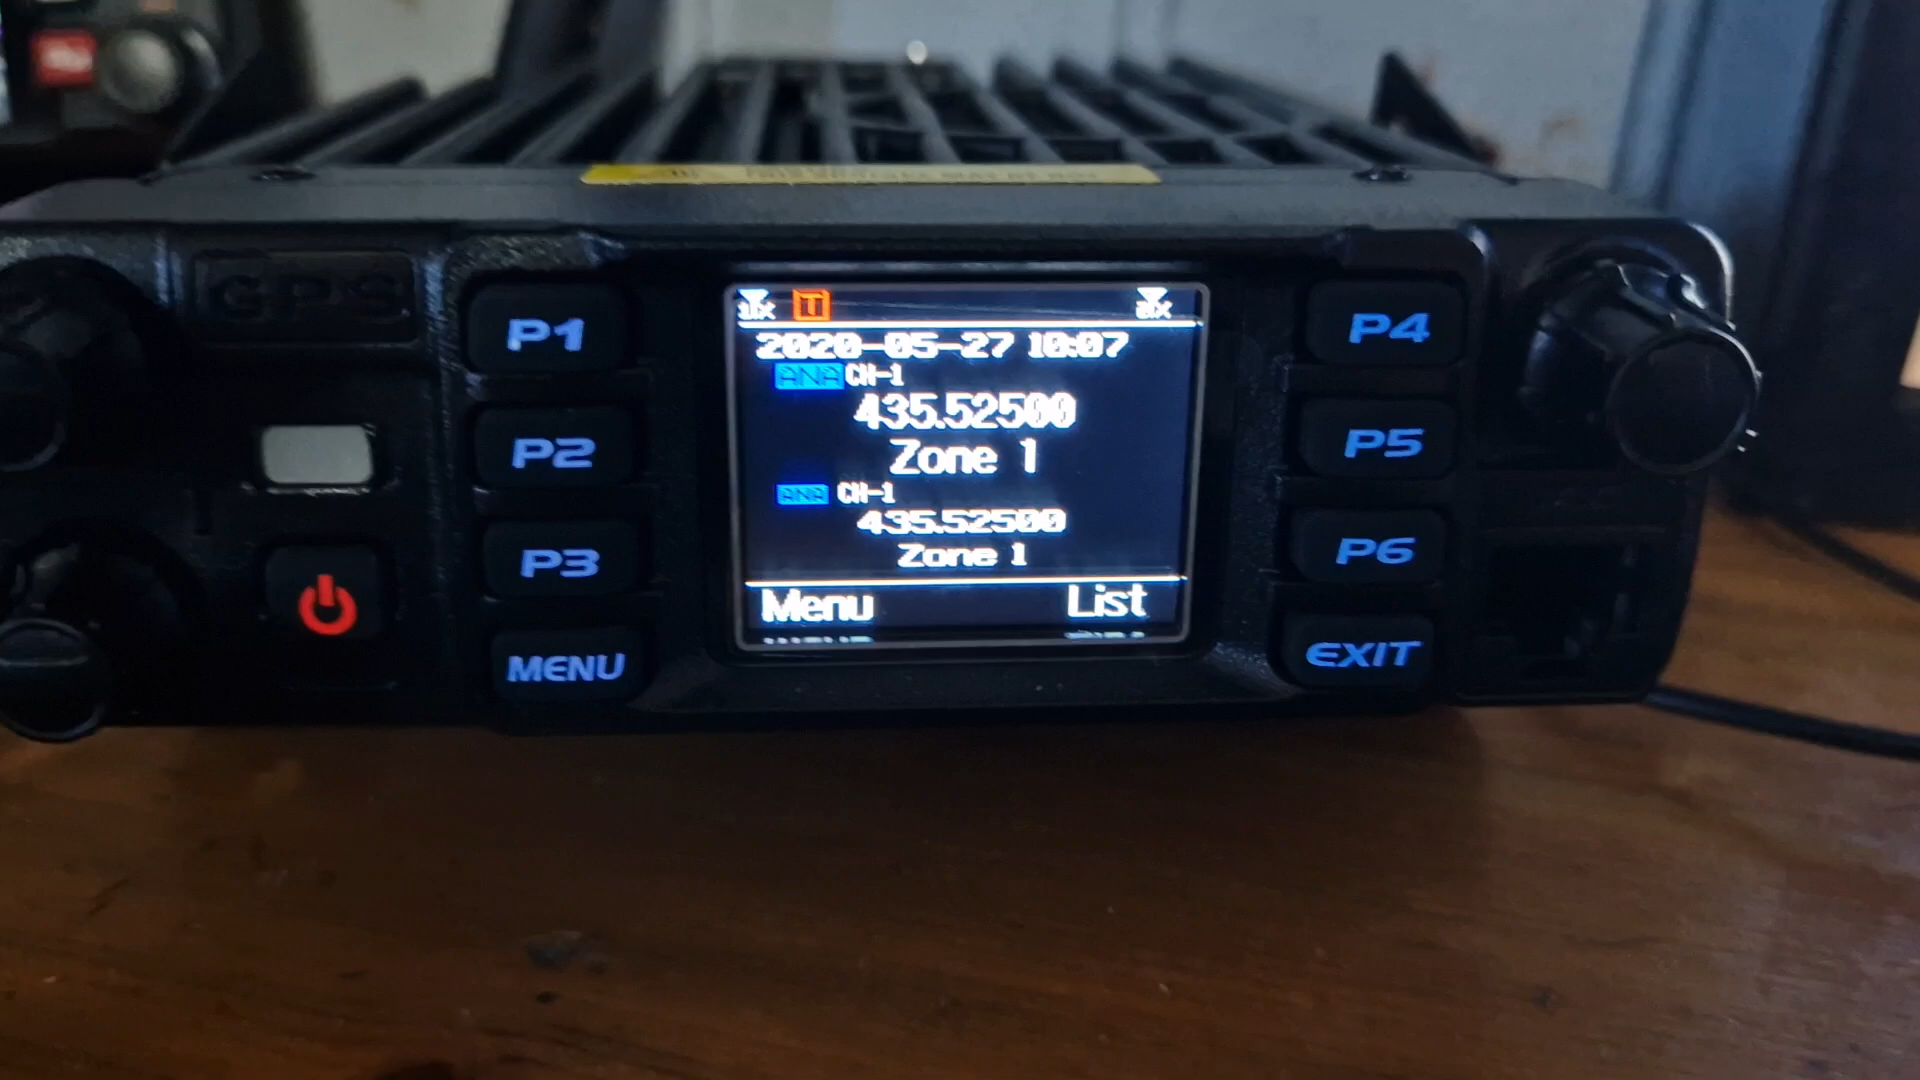 GPS
P1
P2
P3
MENU
T
2020-05-27 10:07
ANA CH-1
435.52500
Zone 1
ANA CH-1
435.52500
Zone 1
Menu List
P4
P5
P6
EXIT